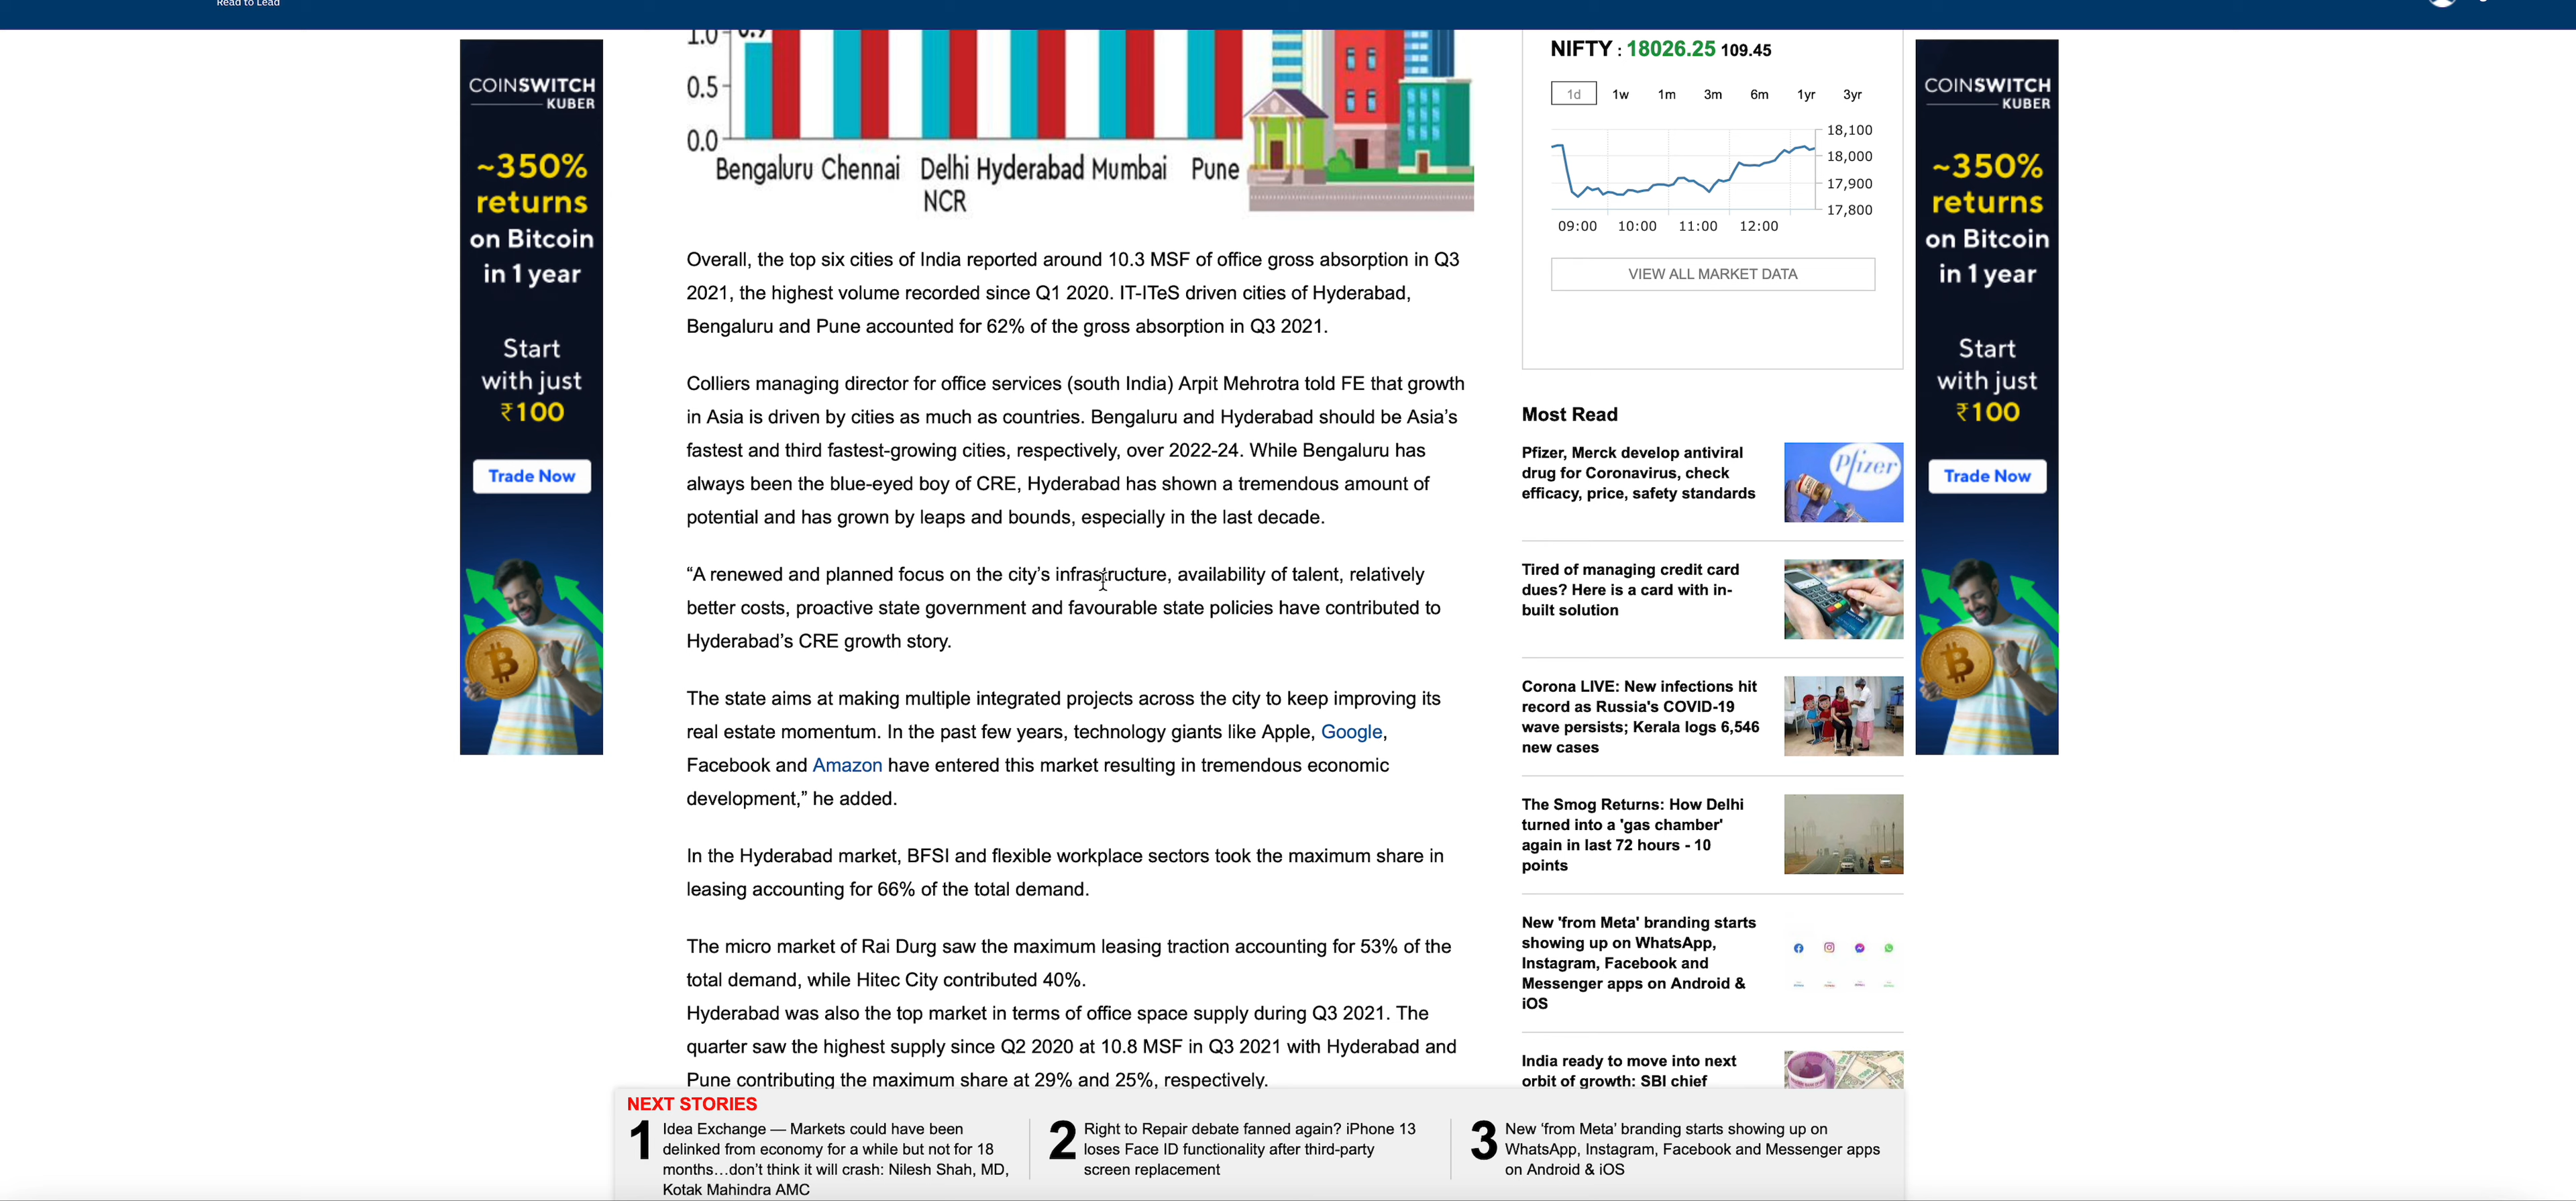 Read to Lead
1.0
0.9
0.5
0.0
Bengaluru Chennai Delhi Hyderabad Mumbai Pune
NCR
COINSWITCH
KUBER
~350%
returns
on Bitcoin
in 1 year
Start
with just
₹100
Trade Now
Overall, the top six cities of India reported around 10.3 MSF of office gross absorption in Q3
2021, the highest volume recorded since Q1 2020. IT-ITeS driven cities of Hyderabad,
Bengaluru and Pune accounted for 62% of the gross absorption in Q3 2021.
Colliers managing director for office services (south India) Arpit Mehrotra told FE that growth
in Asia is driven by cities as much as countries. Bengaluru and Hyderabad should be Asia’s
fastest and third fastest-growing cities, respectively, over 2022-24. While Bengaluru has
always been the blue-eyed boy of CRE, Hyderabad has shown a tremendous amount of
potential and has grown by leaps and bounds, especially in the last decade.
“A renewed and planned focus on the city’s infrastructure, availability of talent, relatively
better costs, proactive state government and favourable state policies have contributed to
Hyderabad’s CRE growth story.
The state aims at making multiple integrated projects across the city to keep improving its
real estate momentum. In the past few years, technology giants like Apple, Google,
Facebook and Amazon have entered this market resulting in tremendous economic
development,” he added.
In the Hyderabad market, BFSI and flexible workplace sectors took the maximum share in
leasing accounting for 66% of the total demand.
The micro market of Rai Durg saw the maximum leasing traction accounting for 53% of the
total demand, while Hitec City contributed 40%.
Hyderabad was also the top market in terms of office space supply during Q3 2021. The
quarter saw the highest supply since Q2 2020 at 10.8 MSF in Q3 2021 with Hyderabad and
Pune contributing the maximum share at 29% and 25%, respectively.
NIFTY : 18026.25 109.45
1d 1w 1m 3m 6m 1yr 3yr
18,100
18,000
17,900
17,800
09:00 10:00 11:00 12:00
VIEW ALL MARKET DATA
Most Read
Pfizer, Merck develop antiviral
drug for Coronavirus, check
efficacy, price, safety standards
Pfizer
Tired of managing credit card
dues? Here is a card with in-
built solution
Corona LIVE: New infections hit
record as Russia's COVID-19
wave persists; Kerala logs 6,546
new cases
The Smog Returns: How Delhi
turned into a 'gas chamber'
again in last 72 hours - 10
points
New 'from Meta' branding starts
showing up on WhatsApp,
Instagram, Facebook and
Messenger apps on Android &
iOS
India ready to move into next
orbit of growth: SBI chief
COINSWITCH
KUBER
~350%
returns
on Bitcoin
in 1 year
Start
with just
₹100
Trade Now
NEXT STORIES
1 Idea Exchange — Markets could have been
delinked from economy for a while but not for 18
months…don’t think it will crash: Nilesh Shah, MD,
Kotak Mahindra AMC
2 Right to Repair debate fanned again? iPhone 13
loses Face ID functionality after third-party
screen replacement
3 New 'from Meta' branding starts showing up on
WhatsApp, Instagram, Facebook and Messenger apps
on Android & iOS